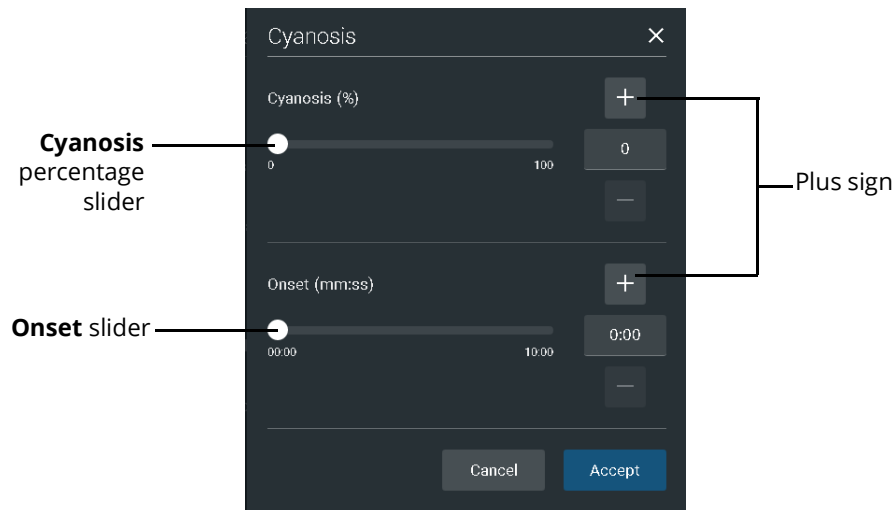 Cyanosis
Cyanosis (%)
+
Cyanosis
percentage
slider
0
100
0
Plus sign
—
Onset (mm:ss)
+
Onset slider
00:00
10:00
0:00
—
Cancel
Accept